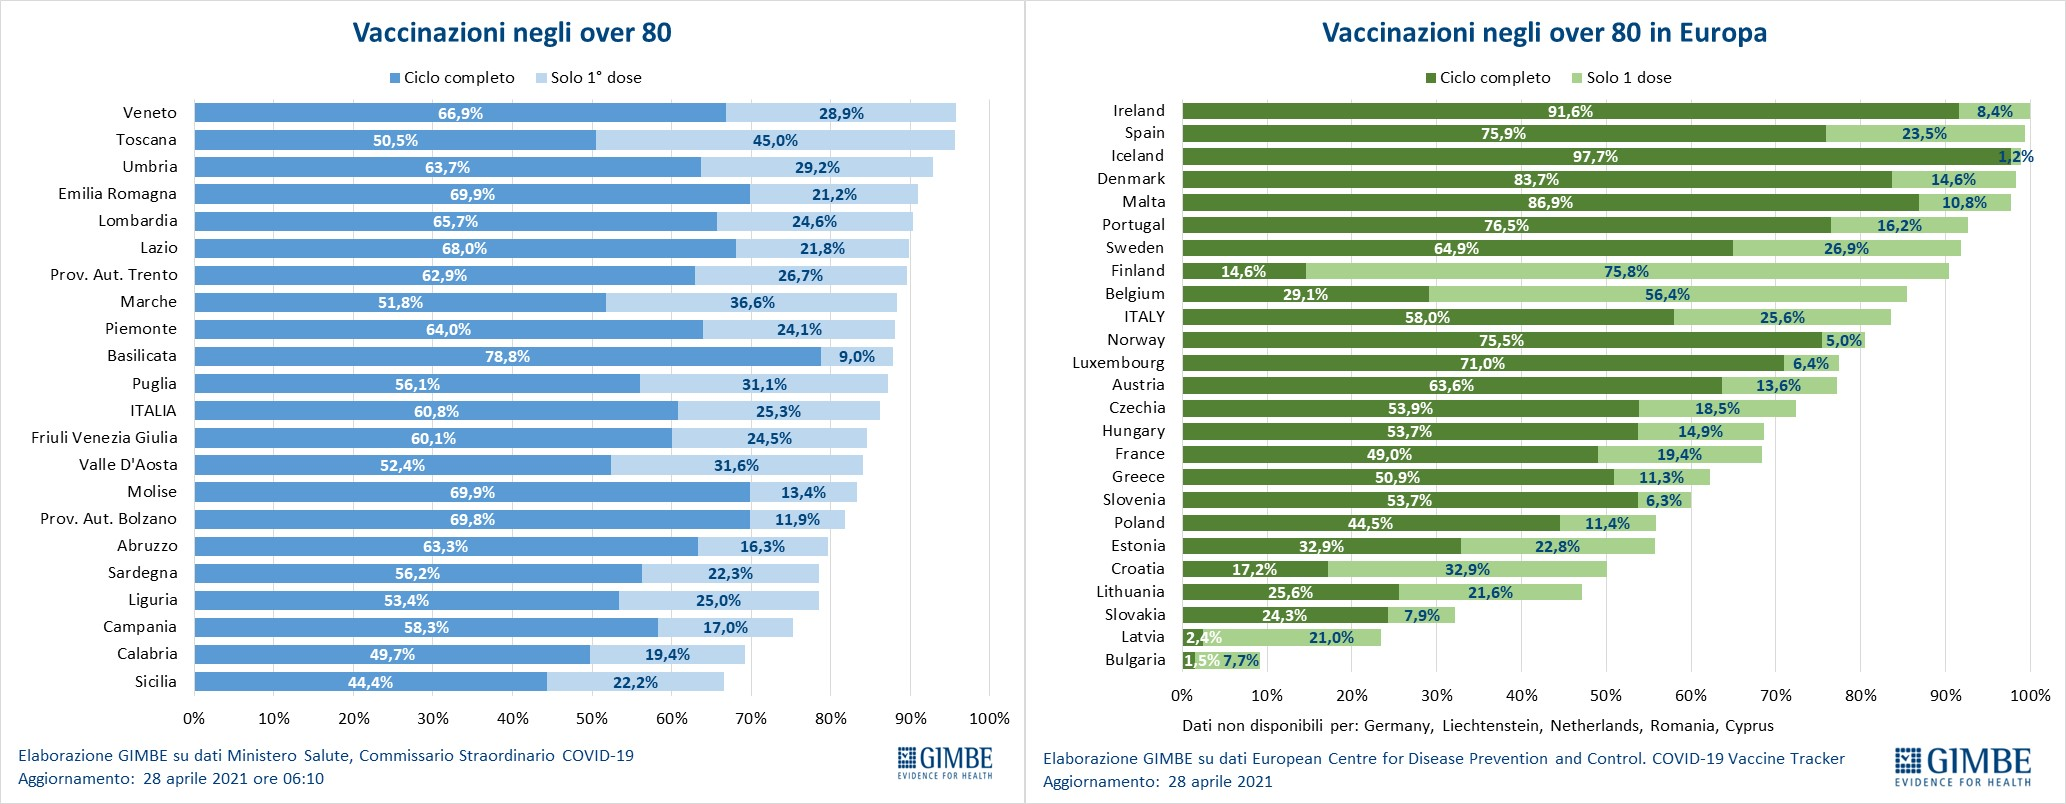 Vaccinazioni negli over 80
Ciclo completo Solo 1° dose
Veneto 66,9% 28,9%
Toscana 50,5% 45,0%
Umbria 63,7% 29,2%
Emilia Romagna 69,9% 21,2%
Lombardia 65,7% 24,6%
Lazio 68,0% 21,8%
Prov. Aut. Trento 62,9% 26,7%
Marche 51,8% 36,6%
Piemonte 64,0% 24,1%
Basilicata 78,8% 9,0%
Puglia 56,1% 31,1%
ITALIA 60,8% 25,3%
Friuli Venezia Giulia 60,1% 24,5%
Valle D'Aosta 52,4% 31,6%
Molise 69,9% 13,4%
Prov. Aut. Bolzano 69,8% 11,9%
Abruzzo 63,3% 16,3%
Sardegna 56,2% 22,3%
Liguria 53,4% 25,0%
Campania 58,3% 17,0%
Calabria 49,7% 19,4%
Sicilia 44,4% 22,2%
0% 10% 20% 30% 40% 50% 60% 70% 80% 90% 100%
Elaborazione GIMBE su dati Ministero Salute, Commissario Straordinario COVID-19
Aggiornamento: 28 aprile 2021 ore 06:10
GIMBE
EVIDENCE FOR HEALTH
Vaccinazioni negli over 80 in Europa
Ciclo completo Solo 1 dose
Ireland 91,6% 8,4%
Spain 75,9% 23,5%
Iceland 97,7% 1,2%
Denmark 83,7% 14,6%
Malta 86,9% 10,8%
Portugal 76,5% 16,2%
Sweden 64,9% 26,9%
Finland 14,6% 75,8%
Belgium 29,1% 56,4%
ITALY 58,0% 25,6%
Norway 75,5% 5,0%
Luxembourg 71,0% 6,4%
Austria 63,6% 13,6%
Czechia 53,9% 18,5%
Hungary 53,7% 14,9%
France 49,0% 19,4%
Greece 50,9% 11,3%
Slovenia 53,7% 6,3%
Poland 44,5% 11,4%
Estonia 32,9% 22,8%
Croatia 17,2% 32,9%
Lithuania 25,6% 21,6%
Slovakia 24,3% 7,9%
Latvia 2,4% 21,0%
Bulgaria 1,5% 7,7%
0% 10% 20% 30% 40% 50% 60% 70% 80% 90% 100%
Dati non disponibili per: Germany, Liechtenstein, Netherlands, Romania, Cyprus
Elaborazione GIMBE su dati European Centre for Disease Prevention and Control. COVID-19 Vaccine Tracker
Aggiornamento: 28 aprile 2021
GIMBE
EVIDENCE FOR HEALTH